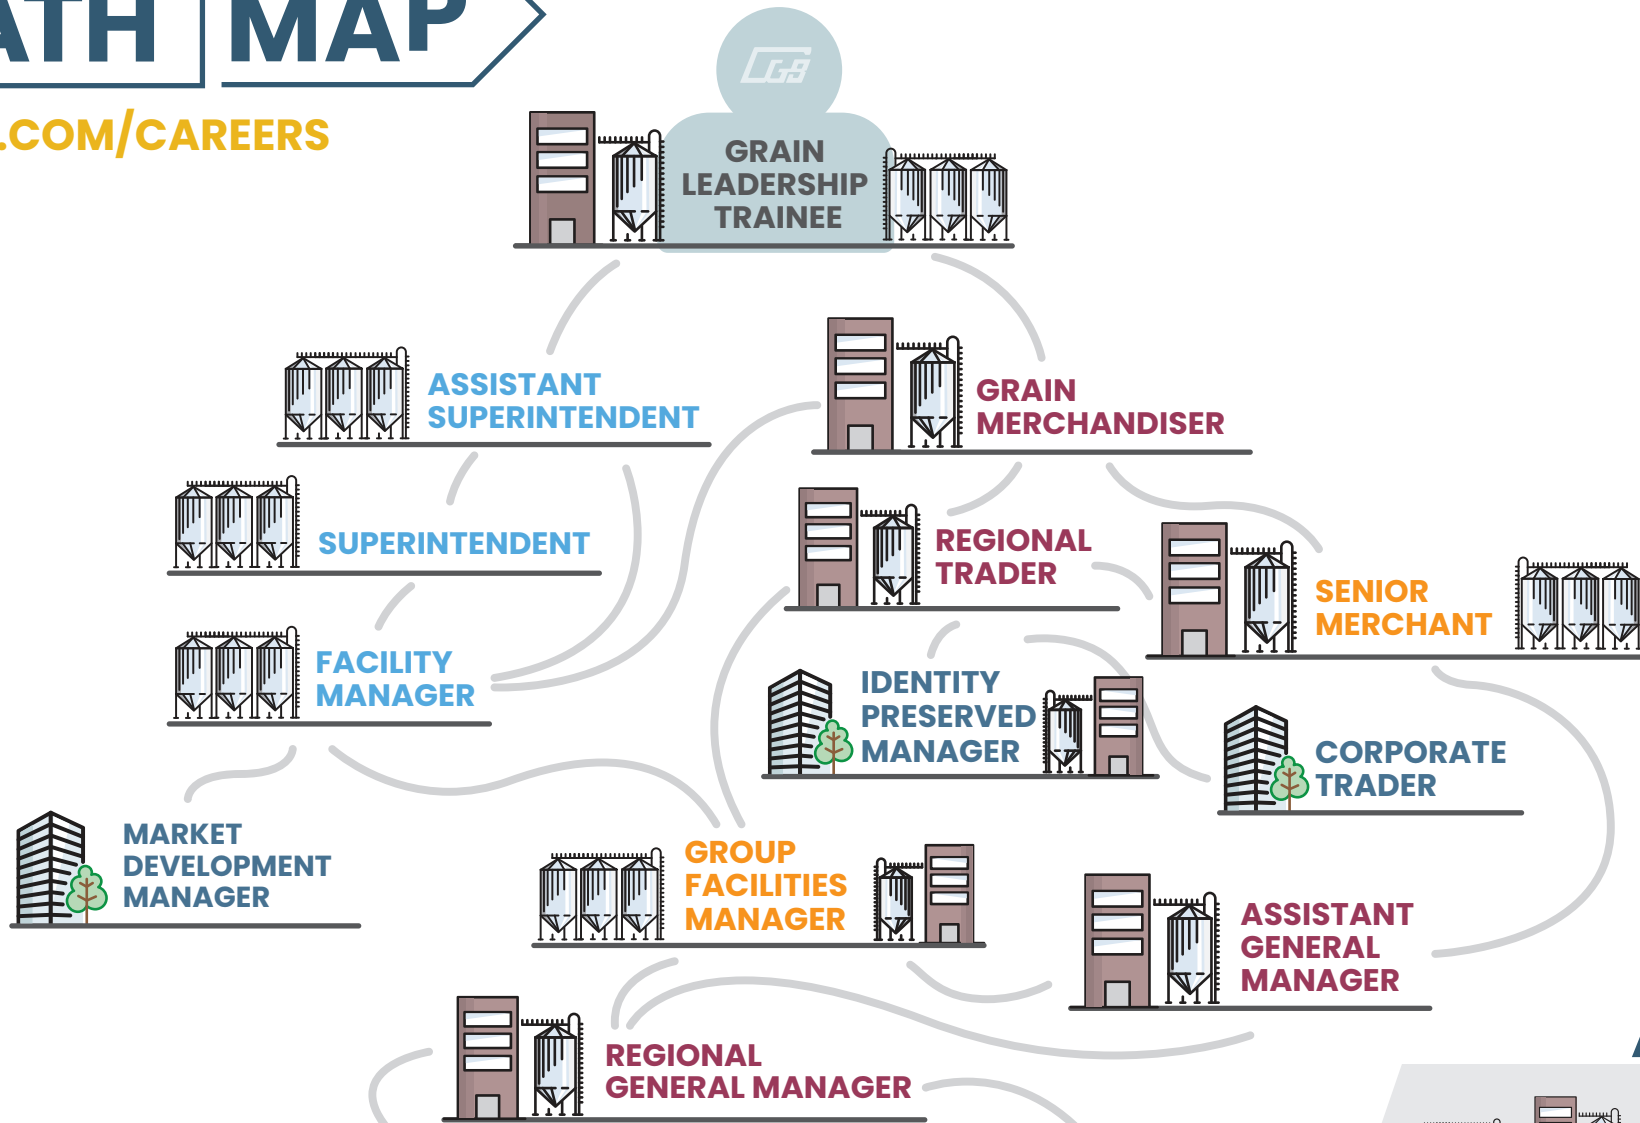 MAP
.COM/CAREERS
CGB
GRAIN
LEADERSHIP
TRAINEE
ASSISTANT
SUPERINTENDENT
GRAIN
MERCHANDISER
SUPERINTENDENT
REGIONAL
TRADER
SENIOR
MERCHANT
FACILITY
MANAGER
IDENTITY
PRESERVED
MANAGER
CORPORATE
TRADER
MARKET
DEVELOPMENT
MANAGER
GROUP
FACILITIES
MANAGER
ASSISTANT
GENERAL
MANAGER
REGIONAL
GENERAL MANAGER